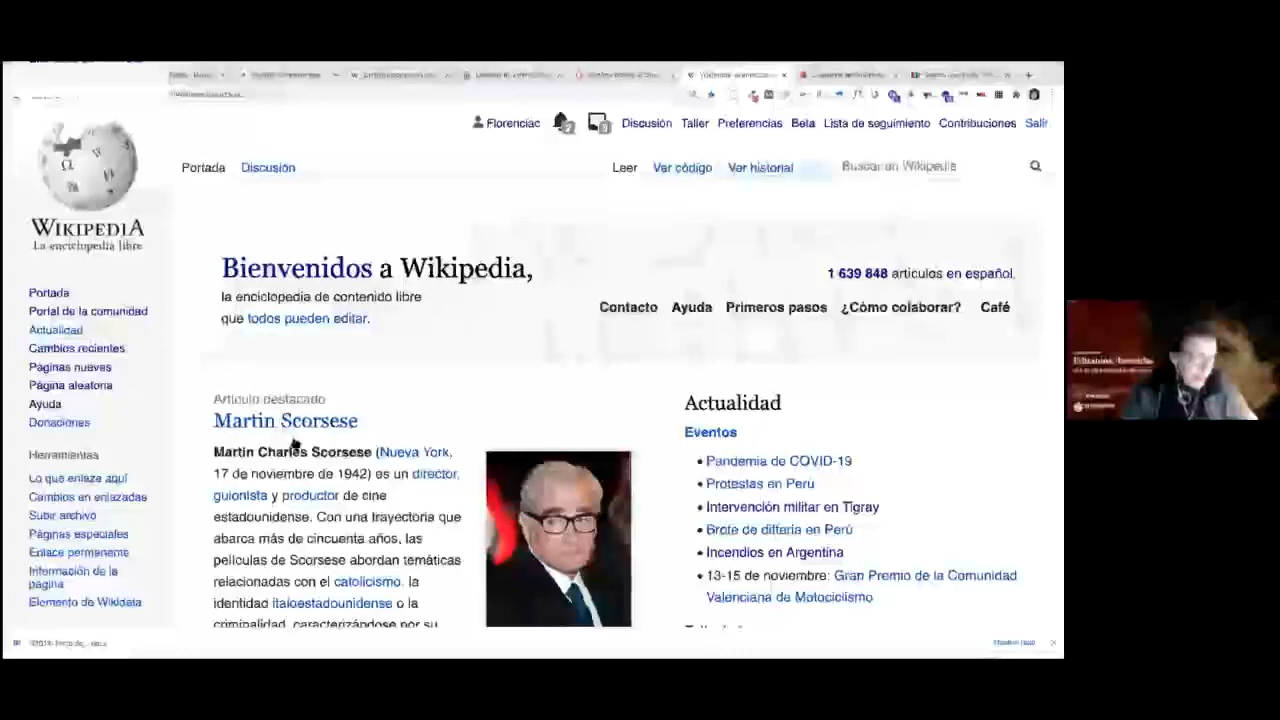 Florenciac 2 3 Discusión Taller Preferencias Beta Lista de seguimiento Contribuciones Salir
Portada Discusión Leer Ver código Ver historial Buscar en Wikipedia
WIKIPEDIA
La enciclopedia libre
Portada
Portal de la comunidad
Actualidad
Cambios recientes
Páginas nuevas
Página aleatoria
Ayuda
Donaciones
Herramientas
Lo que enlaza aquí
Cambios en enlazadas
Subir archivo
Páginas especiales
Enlace permanente
Información de la
página
Elemento de Wikidata
Bienvenidos a Wikipedia,
la enciclopedia de contenido libre
que todos pueden editar.
1 639 848 artículos en español.
Contacto Ayuda Primeros pasos ¿Cómo colaborar? Café
Artículo destacado
Martin Scorsese
Martin Charles Scorsese (Nueva York,
17 de noviembre de 1942) es un director,
guionista y productor de cine
estadounidense. Con una trayectoria que
abarca más de cincuenta años, las
películas de Scorsese abordan temáticas
relacionadas con el catolicismo, la
identidad italoestadounidense o la
criminalidad, caracterizándose por su
Actualidad
Eventos
• Pandemia de COVID-19
• Protestas en Perú
• Intervención militar en Tigray
• Brote de difteria en Perú
• Incendios en Argentina
• 13-15 de noviembre: Gran Premio de la Comunidad
Valenciana de Motociclismo